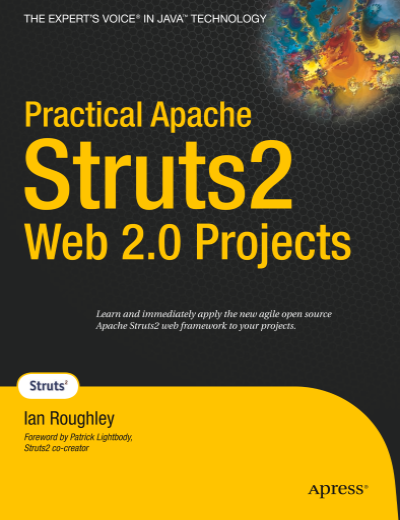 THE EXPERT'S VOICE® IN JAVA™ TECHNOLOGY
Practical Apache
Struts2
Web 2.0 Projects
Learn and immediately apply the new agile open source
Apache Struts2 web framework to your projects.
Struts²
Ian Roughley
Foreword by Patrick Lightbody,
Struts2 co-creator
Apress®